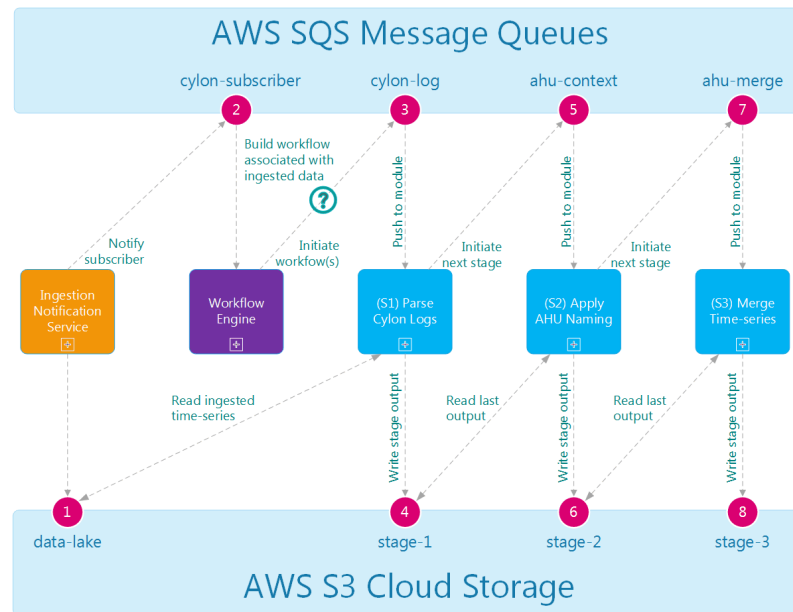 AWS SQS Message Queues
cylon-subscriber
cylon-log
ahu-context
ahu-merge
2
3
5
7
Build workflow
associated with
ingested data
?
Push to module
Push to module
Push to module
Notify
subscriber
Initiate
workfow(s)
Initiate
next stage
Initiate
next stage
Ingestion
Notification
Service
Workflow
Engine
(S1) Parse
Cylon Logs
(S2) Apply
AHU Naming
(S3) Merge
Time-series
Read ingested
time-series
Write stage output
Read last
output
Write stage output
Read last
output
Write stage output
1
4
6
8
data-lake
stage-1
stage-2
stage-3
AWS S3 Cloud Storage